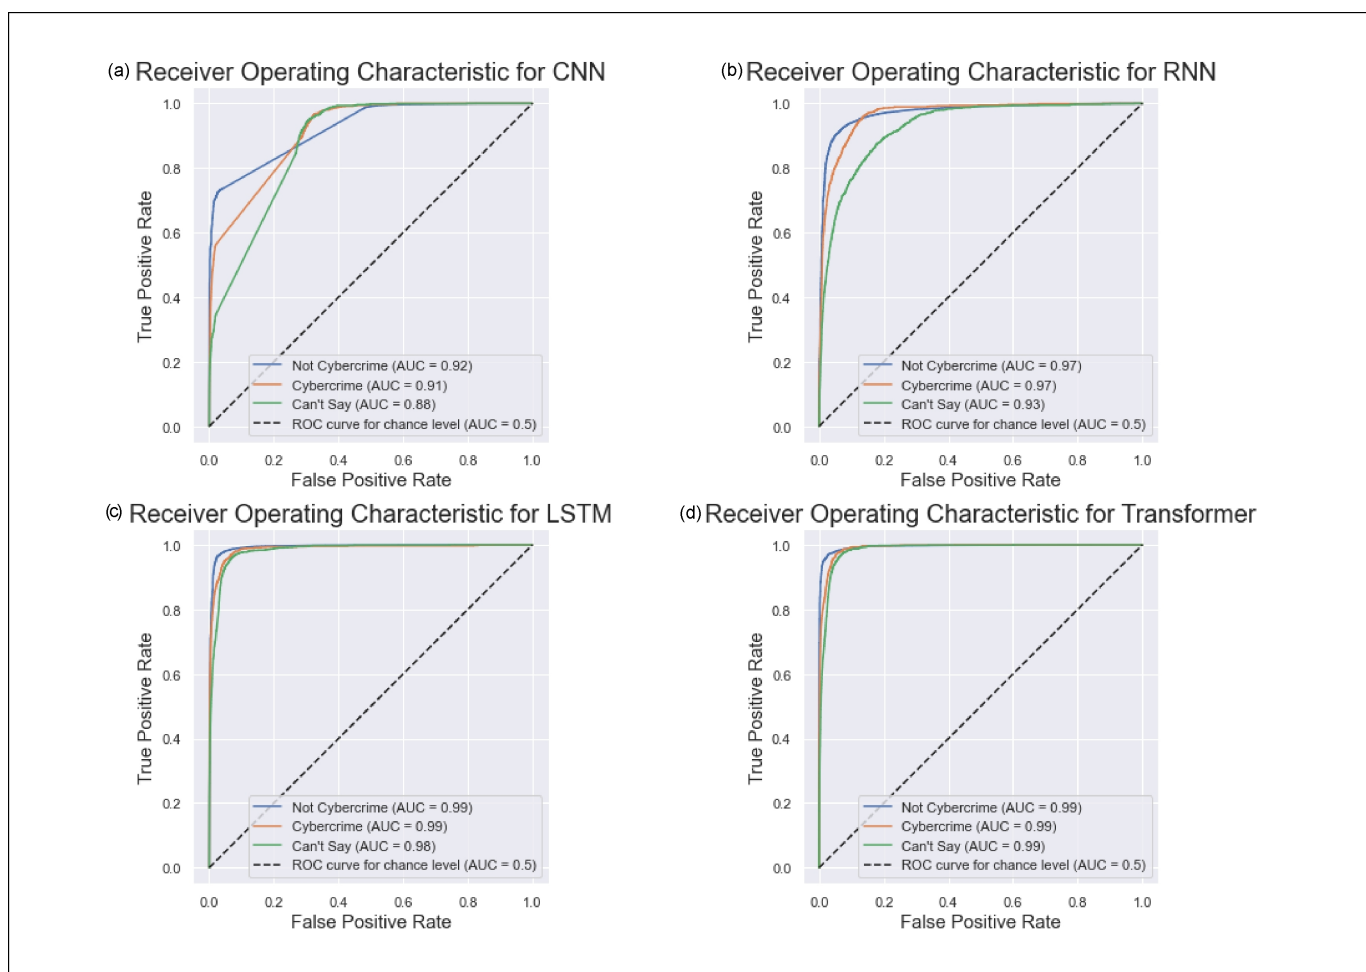 (a) Receiver Operating Characteristic for CNN
1.0
0.8
0.6
0.4
0.2
0.0
True Positive Rate
Not Cybercrime (AUC = 0.92)
Cybercrime (AUC = 0.91)
Can't Say (AUC = 0.88)
ROC curve for chance level (AUC = 0.5)
0.0 0.2 0.4 0.6 0.8 1.0
False Positive Rate
(b) Receiver Operating Characteristic for RNN
1.0
0.8
0.6
0.4
0.2
0.0
True Positive Rate
Not Cybercrime (AUC = 0.97)
Cybercrime (AUC = 0.97)
Can't Say (AUC = 0.93)
ROC curve for chance level (AUC = 0.5)
0.0 0.2 0.4 0.6 0.8 1.0
False Positive Rate
(c) Receiver Operating Characteristic for LSTM
1.0
0.8
0.6
0.4
0.2
0.0
True Positive Rate
Not Cybercrime (AUC = 0.99)
Cybercrime (AUC = 0.99)
Can't Say (AUC = 0.98)
ROC curve for chance level (AUC = 0.5)
0.0 0.2 0.4 0.6 0.8 1.0
False Positive Rate
(d) Receiver Operating Characteristic for Transformer
1.0
0.8
0.6
0.4
0.2
0.0
True Positive Rate
Not Cybercrime (AUC = 0.99)
Cybercrime (AUC = 0.99)
Can't Say (AUC = 0.99)
ROC curve for chance level (AUC = 0.5)
0.0 0.2 0.4 0.6 0.8 1.0
False Positive Rate